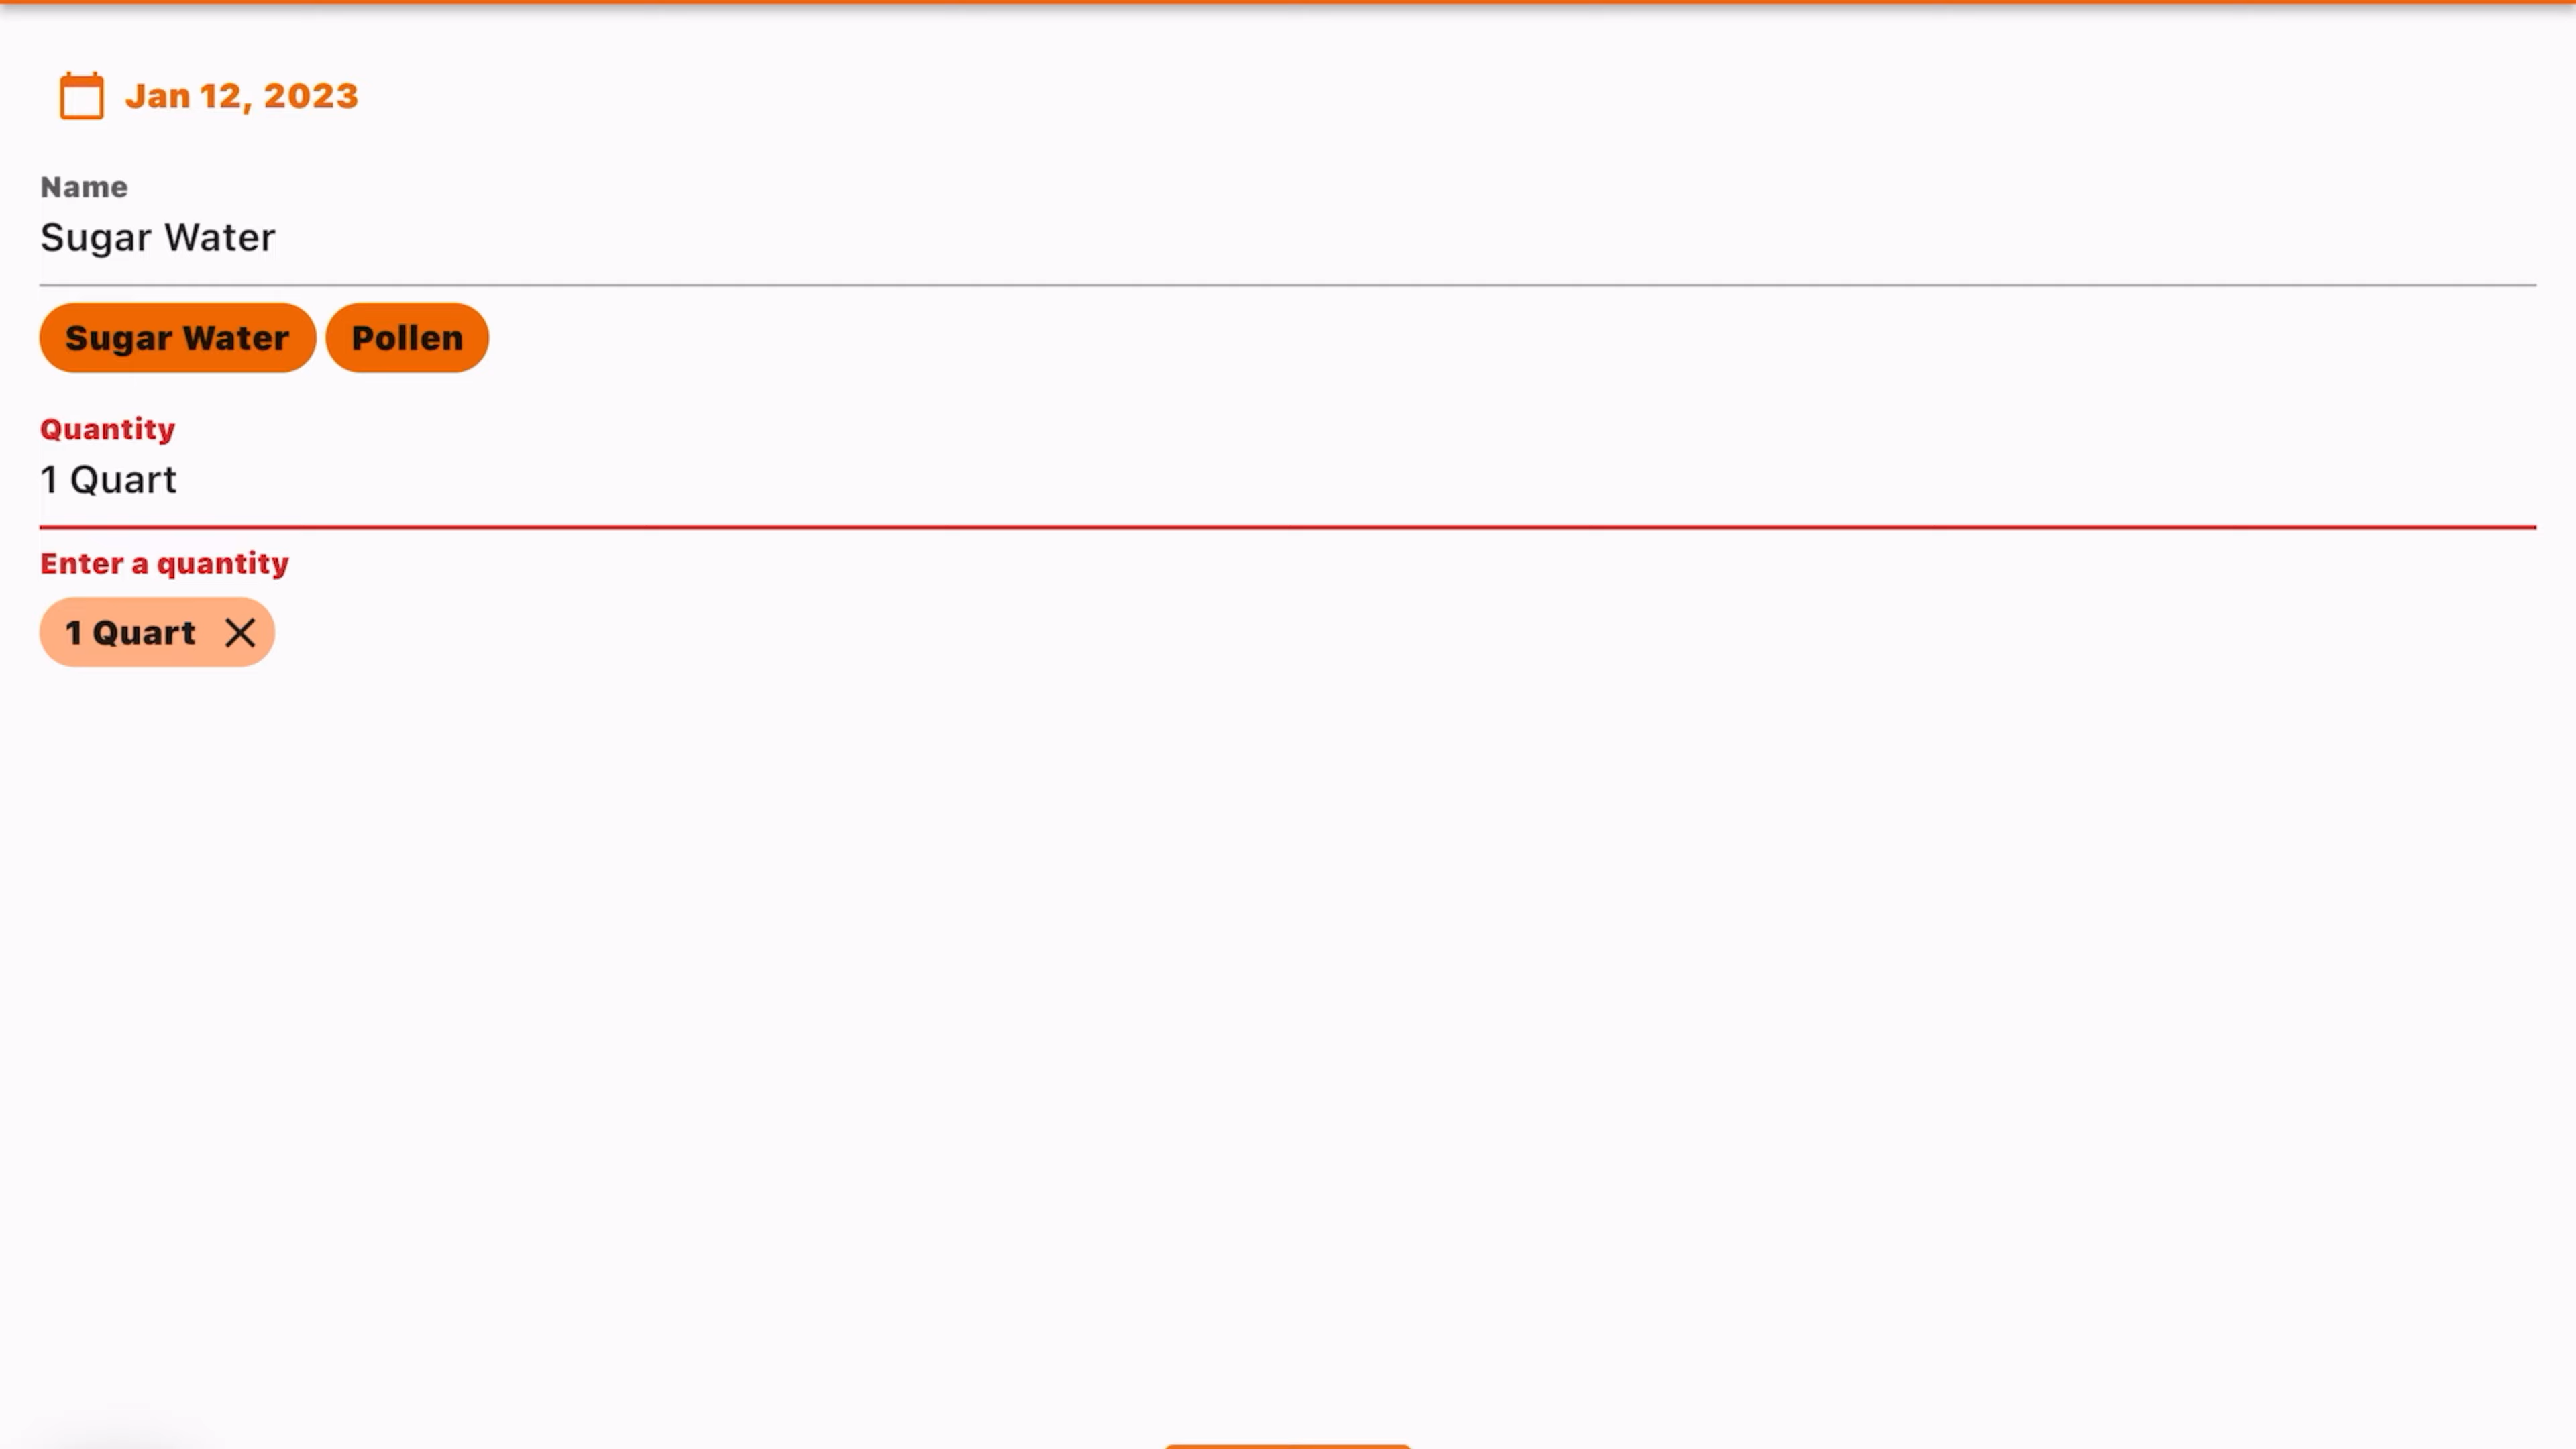 Jan 12, 2023
Name
Sugar Water
Sugar Water Pollen
Quantity
1 Quart
Enter a quantity
1 Quart